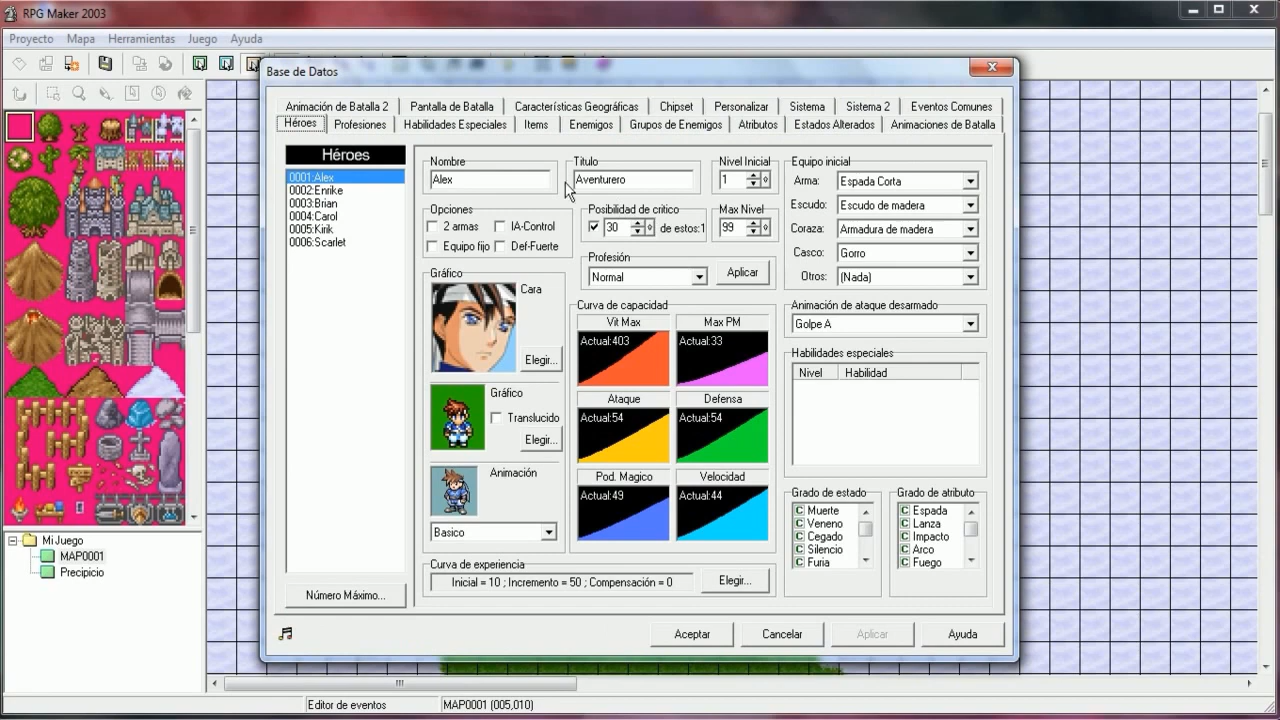 RPG Maker 2003
Proyecto Mapa Herramientas Juego Ayuda
Base de Datos
Animación de Batalla 2 Pantalla de Batalla Características Geográficas Chipset Personalizar Sistema Sistema 2 Eventos Comunes
Héroes Profesiones Habilidades Especiales Items Enemigos Grupos de Enemigos Atributos Estados Alterados Animaciones de Batalla
Héroes
0001:Alex
0002:Enrike
0003:Brian
0004:Carol
0005:Kirik
0006:Scarlet
Número Máximo...
Nombre
Alex
Título
Aventurero
Nivel Inicial
1
Opciones
2 armas IA-Control
Equipo fijo Def-Fuerte
Posibilidad de critico
30 de estos:1
Max Nivel
99
Profesión
Normal Aplicar
Gráfico
Cara
Elegir...
Gráfico
Translucido
Elegir...
Animación
Basico
Curva de capacidad
Vit Max Max PM
Actual:403 Actual:33
Ataque Defensa
Actual:54 Actual:54
Pod. Magico Velocidad
Actual:49 Actual:44
Curva de experiencia
Inicial = 10 ; Incremento = 50 ; Compensación = 0 Elegir...
Equipo inicial
Arma: Espada Corta
Escudo: Escudo de madera
Coraza: Armadura de madera
Casco: Gorro
Otros: (Nada)
Animación de ataque desarmado
Golpe A
Habilidades especiales
Nivel Habilidad
Grado de estado
C Muerte
C Veneno
C Cegado
C Silencio
C Furia
Grado de atributo
C Espada
C Lanza
C Impacto
C Arco
C Fuego
Aceptar Cancelar Aplicar Ayuda
Mi Juego
MAP0001
Precipicio
Editor de eventos MAP0001 (005,010)